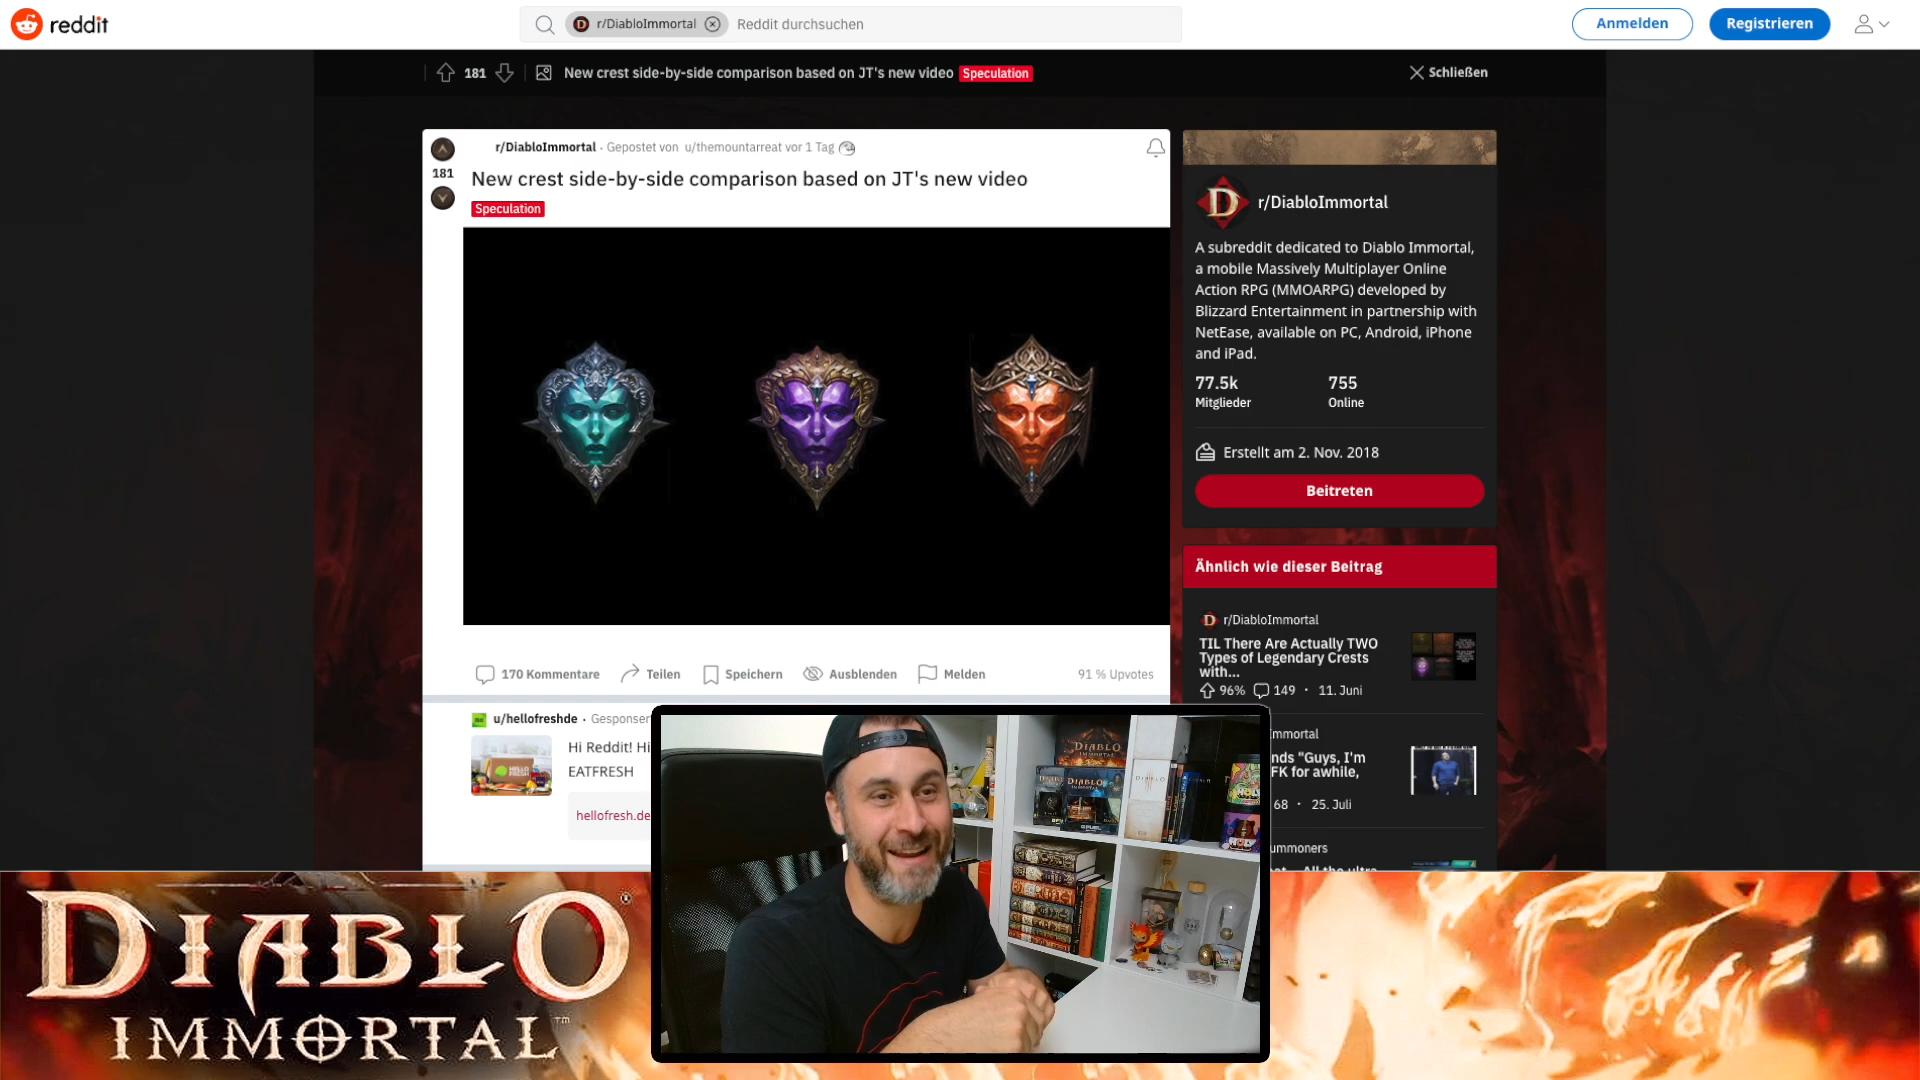 reddit
r/DiabloImmortal
Reddit durchsuchen
Anmelden
Registrieren
181
New crest side-by-side comparison based on JT's new video
Speculation
Schließen
r/DiabloImmortal · Gepostet von u/themountarreat vor 1 Tag
181
New crest side-by-side comparison based on JT's new video
Speculation
170 Kommentare
Teilen
Speichern
Ausblenden
Melden
91 % Upvotes
u/hellofreshde · Gesponser
Hi Reddit! Hi
EATFRESH
hellofresh.de
r/DiabloImmortal
A subreddit dedicated to Diablo Immortal,
a mobile Massively Multiplayer Online
Action RPG (MMOARPG) developed by
Blizzard Entertainment in partnership with
NetEase, available on PC, Android, iPhone
and iPad.
77.5k
Mitglieder
755
Online
Erstellt am 2. Nov. 2018
Beitreten
Ähnlich wie dieser Beitrag
r/DiabloImmortal
TIL There Are Actually TWO
Types of Legendary Crests
with...
96% 149 · 11. Juni
mmortal
nds "Guys, I'm
FK for awhile,
68 · 25. Juli
ummoners
DIABLO
IMMORTAL
DIABLO
IMMORTAL™